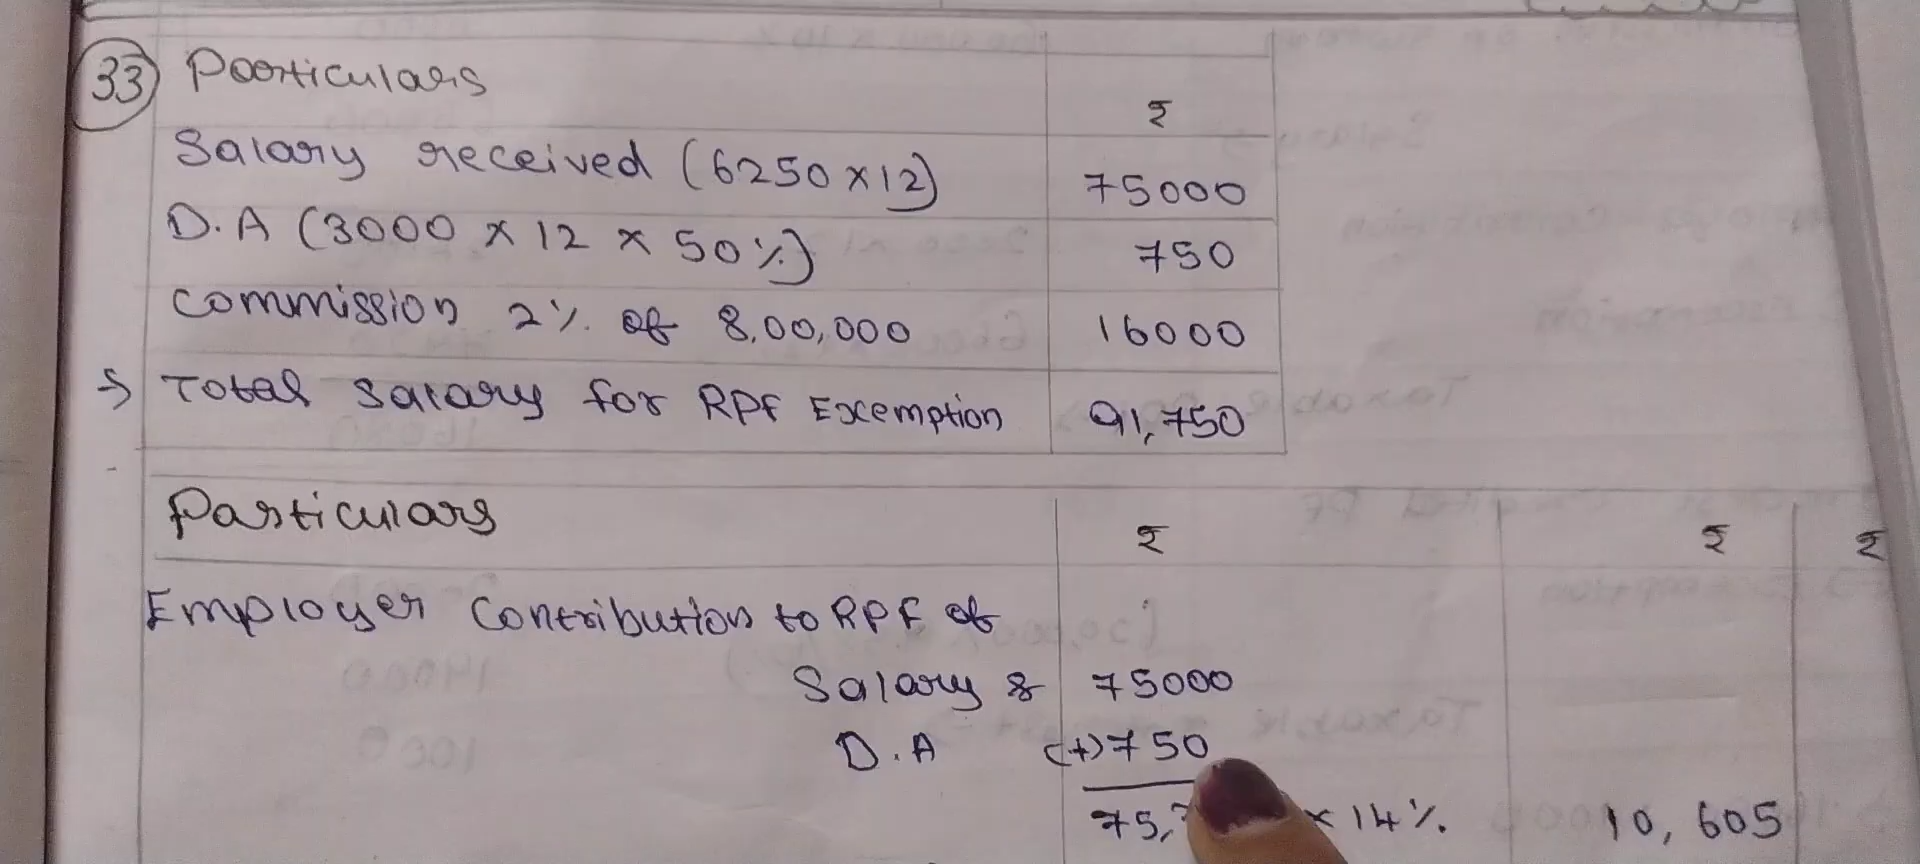 33 Particulars
₹
Salary received (6250 x 12) 75000
D.A (3000 x 12 x 50%) 750
Commission 2% of 8,00,000 16000
→ Total salary for RPF Exemption 91,750
Particulars ₹ ₹ ₹
Employer Contribution to RPF of
Salary & 75000
D.A (+) 750
75, x 14% 10,605